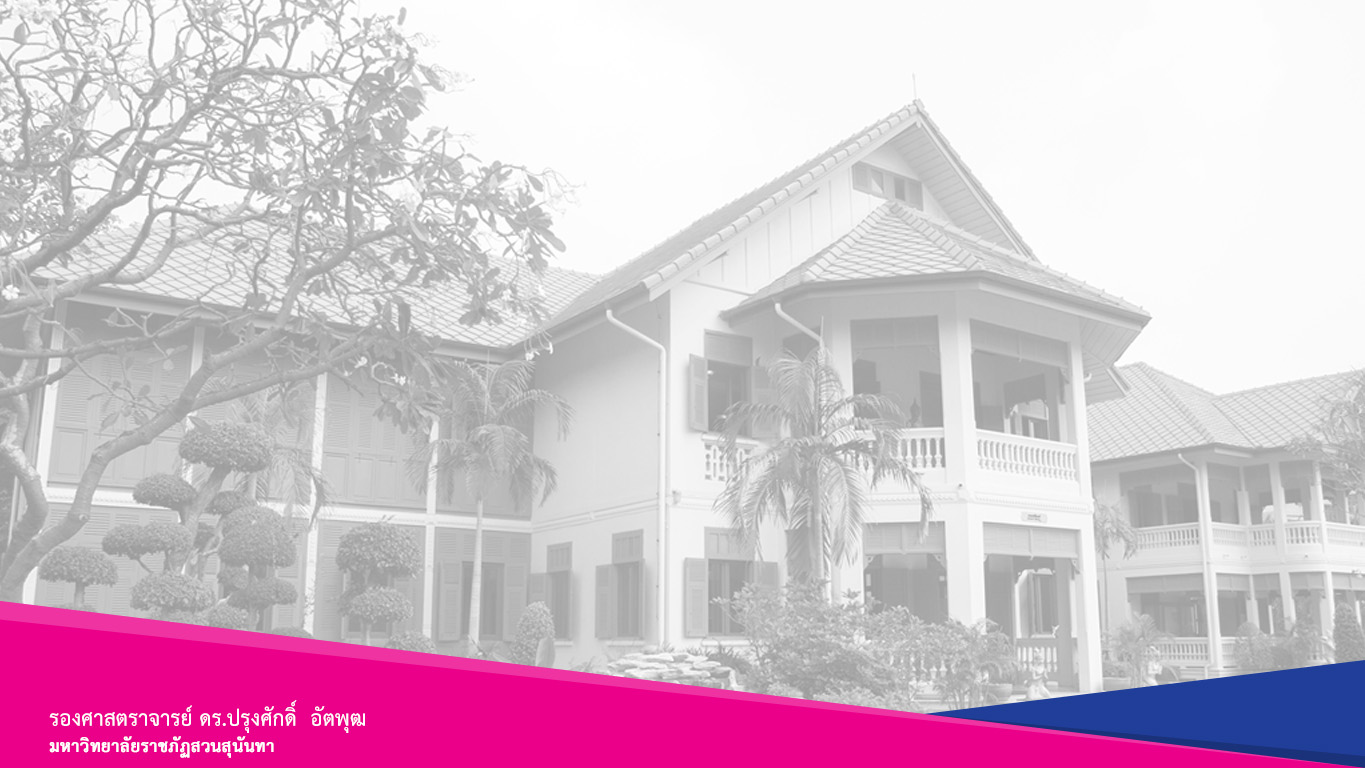 รองศาสตราจารย์ ดร.ปรุงศักดิ์  อัตพุฒ
มหาวิทยาลัยราชภัฏสวนสุนันทา